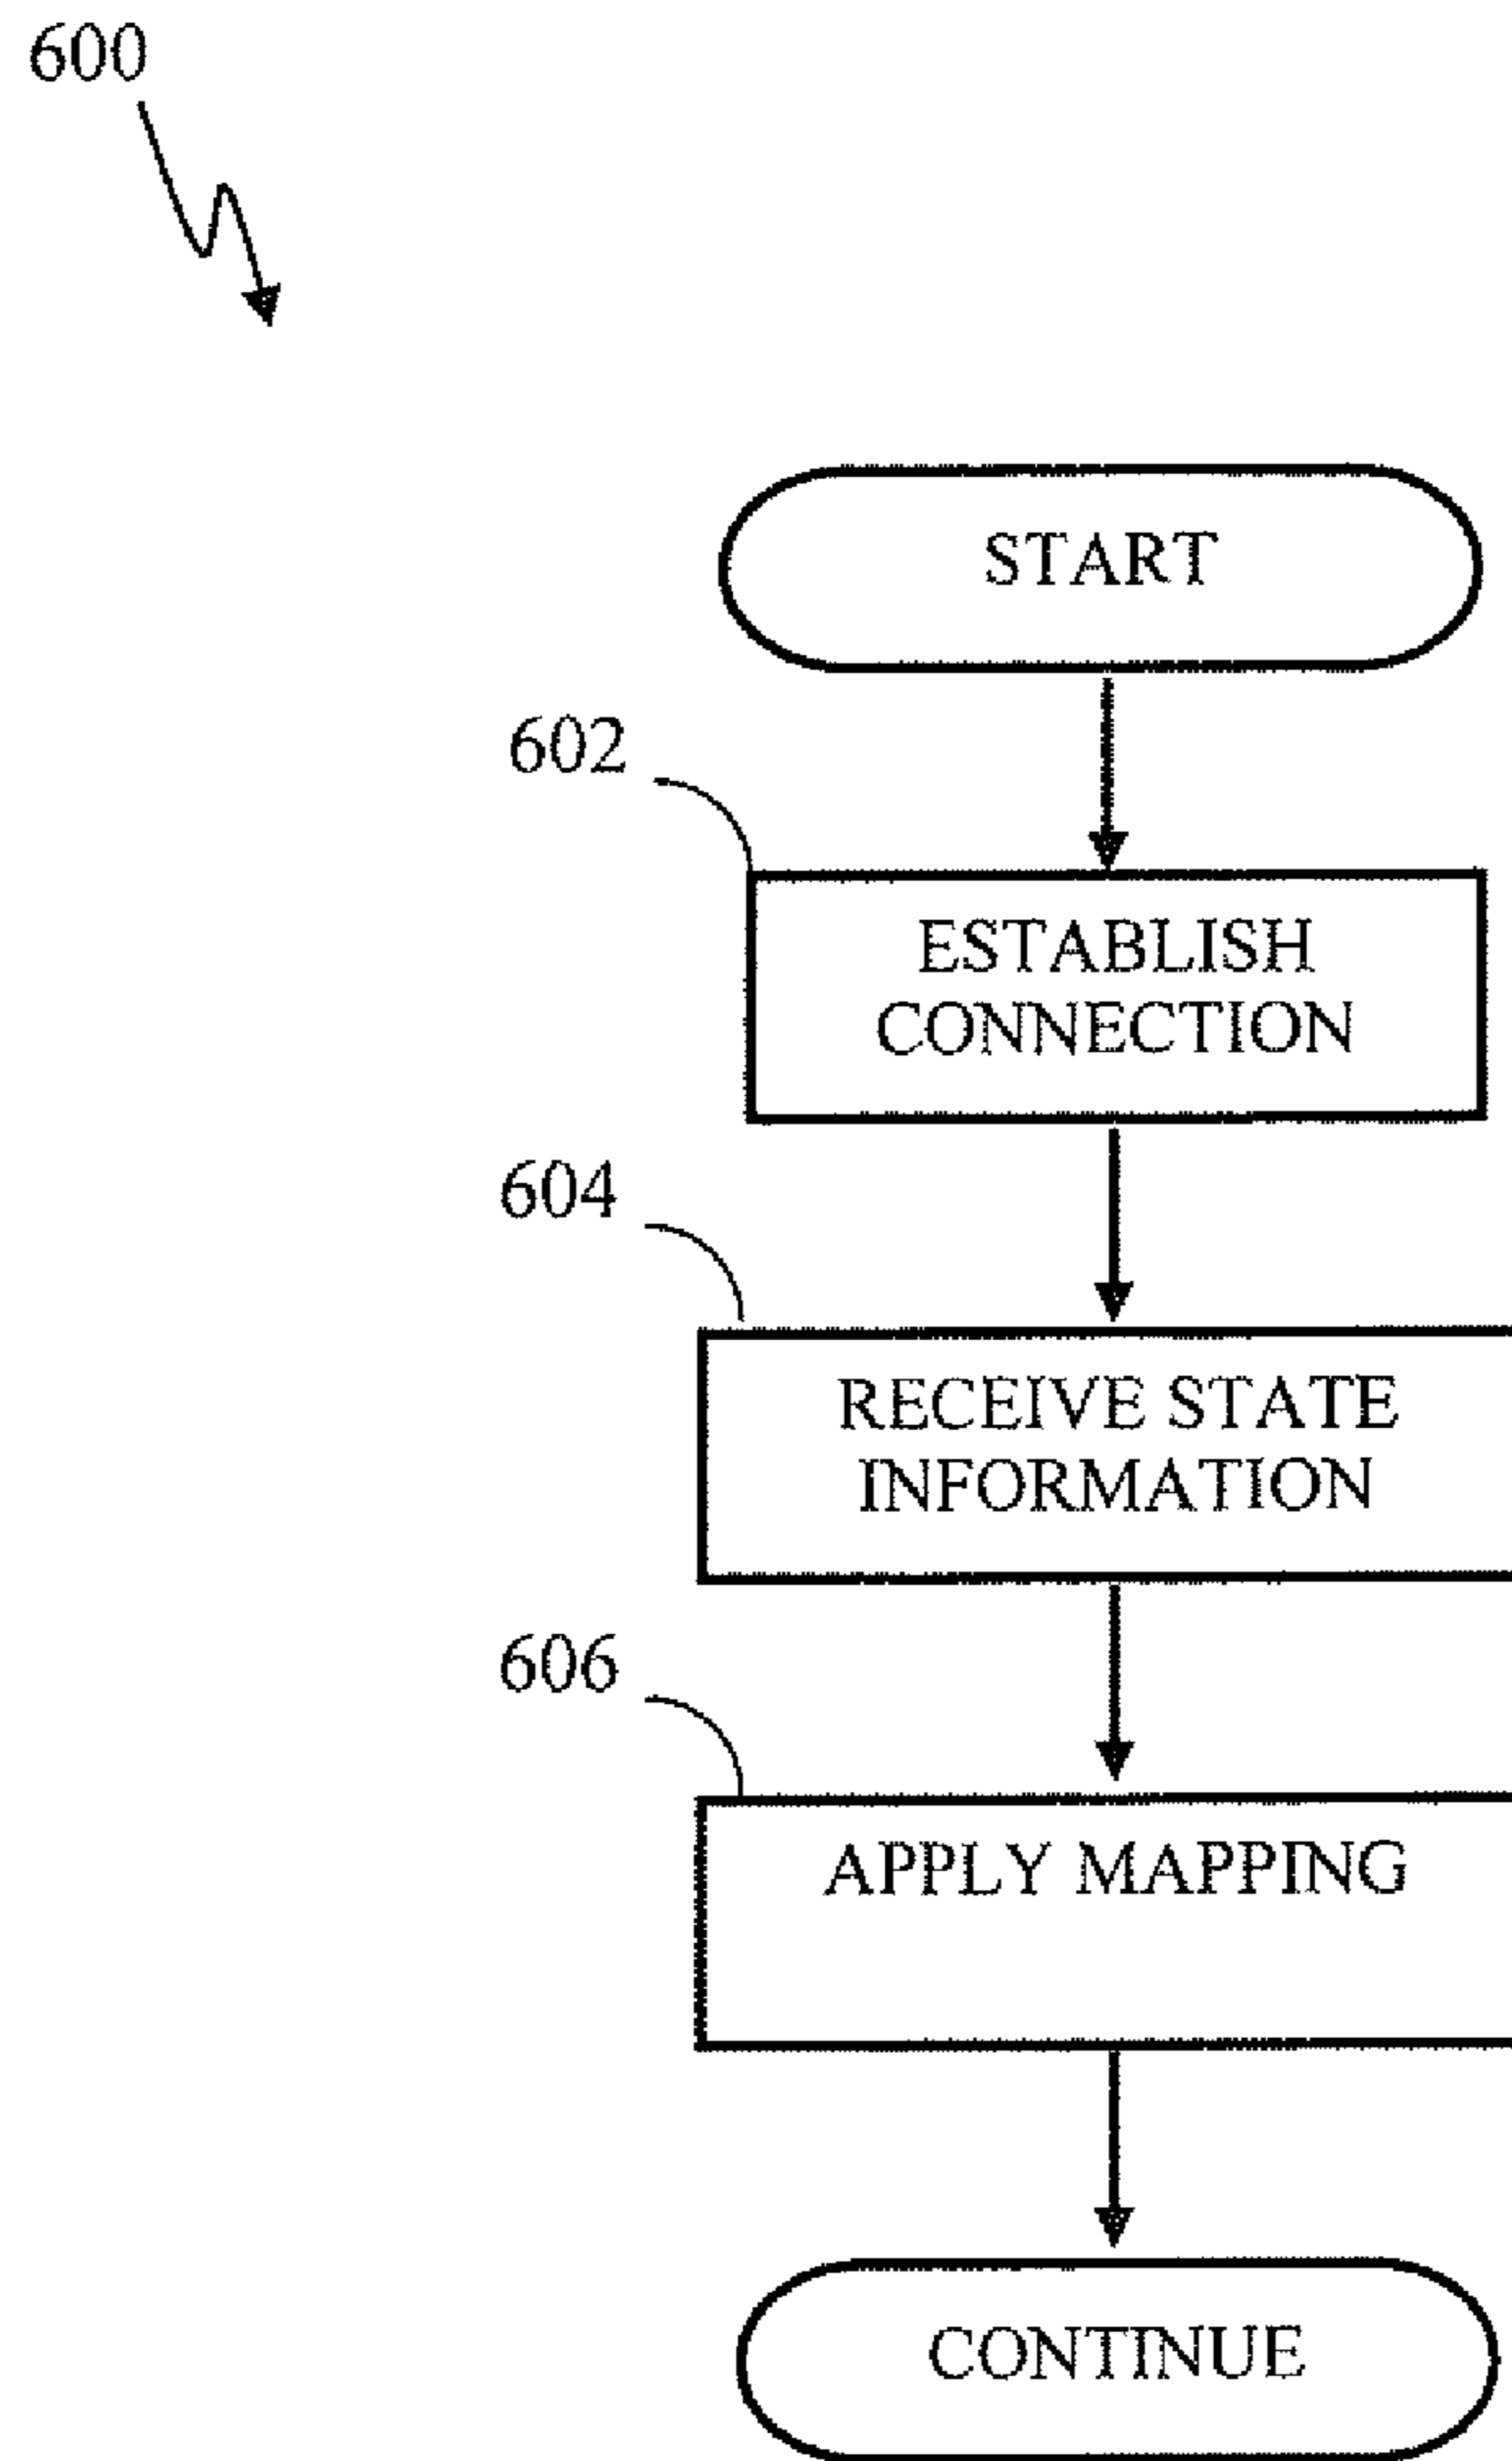 600
START
602
ESTABLISH
CONNECTION
604
RECEIVE STATE
INFORMATION
606
APPLY MAPPING
CONTINUE